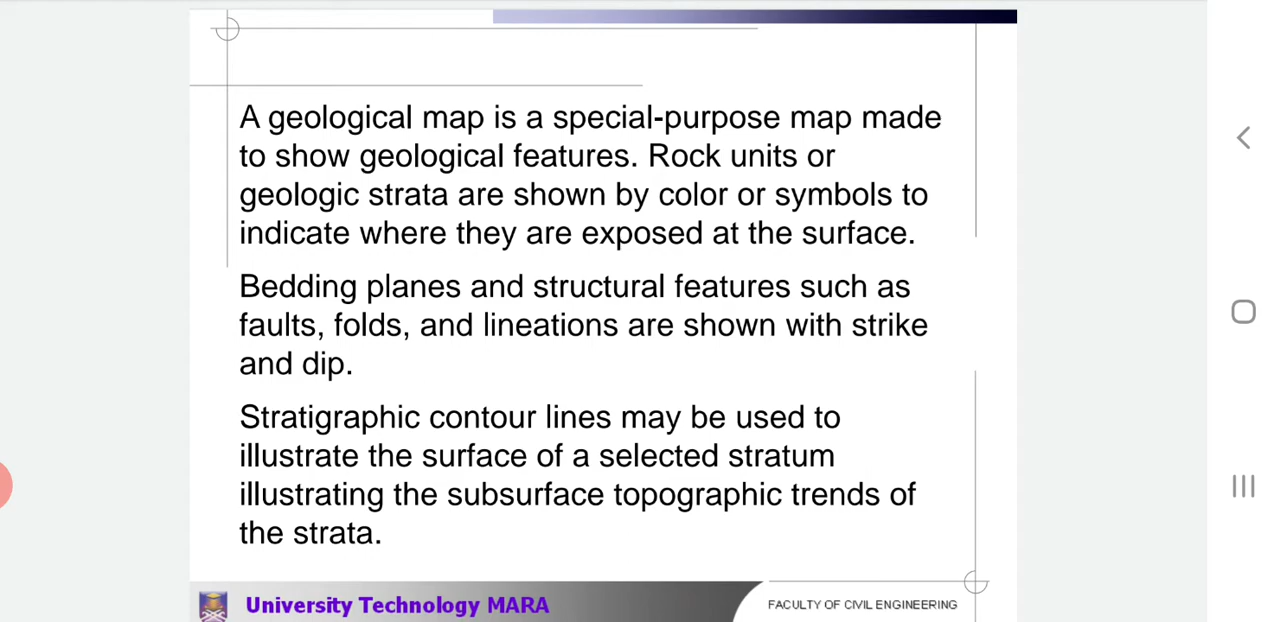 A geological map is a special-purpose map made
to show geological features. Rock units or
geologic strata are shown by color or symbols to
indicate where they are exposed at the surface.
Bedding planes and structural features such as
faults, folds, and lineations are shown with strike
and dip.
Stratigraphic contour lines may be used to
illustrate the surface of a selected stratum
illustrating the subsurface topographic trends of
the strata.
University Technology MARA
FACULTY OF CIVIL ENGINEERING